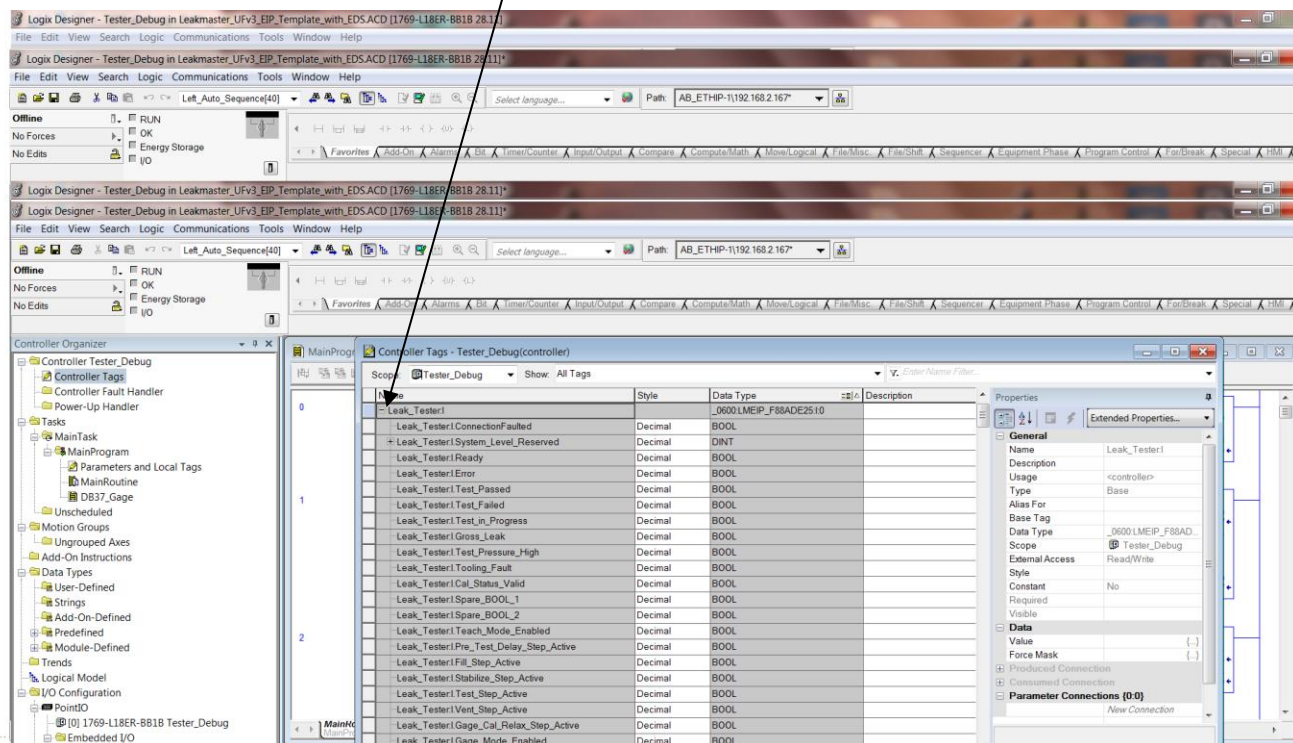 Logix Designer - Tester_Debug in Leakmaster_UFv3_EIP_Template_with_EDS.ACD [1769-L18ER-BB1B 28.11]
File Edit View Search Logic Communications Tools Window Help
Logix Designer - Tester_Debug in Leakmaster_UFv3_EIP_Template_with_EDS.ACD [1769-L18ER-BB1B 28.11]*
File Edit View Search Logic Communications Tools Window Help
Left_Auto_Sequence[40] Select language... Path: AB_ETHIP-1\192.168.2.167*
Offline RUN
No Forces OK
Energy Storage
No Edits I/O
Favorites Add-On Alarms Bit Timer/Counter Input/Output Compare Compute/Math Move/Logical File/Misc. File/Shift Sequencer Equipment Phase Program Control For/Break Special HMI
Logix Designer - Tester_Debug in Leakmaster_UFv3_EIP_Template_with_EDS.ACD [1769-L18ER-BB1B 28.11]*
Logix Designer - Tester_Debug in Leakmaster_UFv3_EIP_Template_with_EDS.ACD [1769-L18ER-BB1B 28.11]*
File Edit View Search Logic Communications Tools Window Help
Left_Auto_Sequence[40] Select language... Path: AB_ETHIP-1\192.168.2.167*
Offline RUN
No Forces OK
Energy Storage
No Edits I/O
Favorites Add-On Alarms Bit Timer/Counter Input/Output Compare Compute/Math Move/Logical File/Misc. File/Shift Sequencer Equipment Phase Program Control For/Break Special HMI
Controller Organizer
Controller Tester_Debug
Controller Tags
Controller Fault Handler
Power-Up Handler
Tasks
MainTask
MainProgram
Parameters and Local Tags
MainRoutine
DB37_Gage
Unscheduled
Motion Groups
Ungrouped Axes
Add-On Instructions
Data Types
User-Defined
Strings
Add-On-Defined
Predefined
Module-Defined
Trends
Logical Model
I/O Configuration
PointIO
[0] 1769-L18ER-BB1B Tester_Debug
Embedded I/O
MainProgr
0
1
2
MainRo
MainPro
Controller Tags - Tester_Debug(controller)
Scope: Tester_Debug Show: All Tags Enter Name Filter...
Name Style Data Type Description
Leak_Tester:I _0600:LMEIP_F88ADE25:I:0
Leak_Tester:I.ConnectionFaulted Decimal BOOL
Leak_Tester:I.System_Level_Reserved Decimal DINT
Leak_Tester:I.Ready Decimal BOOL
Leak_Tester:I.Error Decimal BOOL
Leak_Tester:I.Test_Passed Decimal BOOL
Leak_Tester:I.Test_Failed Decimal BOOL
Leak_Tester:I.Test_in_Progress Decimal BOOL
Leak_Tester:I.Gross_Leak Decimal BOOL
Leak_Tester:I.Test_Pressure_High Decimal BOOL
Leak_Tester:I.Tooling_Fault Decimal BOOL
Leak_Tester:I.Cal_Status_Valid Decimal BOOL
Leak_Tester:I.Spare_BOOL_1 Decimal BOOL
Leak_Tester:I.Spare_BOOL_2 Decimal BOOL
Leak_Tester:I.Teach_Mode_Enabled Decimal BOOL
Leak_Tester:I.Pre_Test_Delay_Step_Active Decimal BOOL
Leak_Tester:I.Fill_Step_Active Decimal BOOL
Leak_Tester:I.Stabilize_Step_Active Decimal BOOL
Leak_Tester:I.Test_Step_Active Decimal BOOL
Leak_Tester:I.Vent_Step_Active Decimal BOOL
Leak_Tester:I.Gage_Cal_Relax_Step_Active Decimal BOOL
Leak_Tester:I.Gage_Mode_Enabled Decimal BOOL
Properties
Extended Properties...
General
Name Leak_Tester:I
Description
Usage <controller>
Type Base
Alias For
Base Tag
Data Type _0600:LMEIP_F88AD...
Scope Tester_Debug
External Access Read/Write
Style
Constant No
Required
Visible
Data
Value {...}
Force Mask {...}
Produced Connection
Consumed Connection
Parameter Connections {0:0}
New Connection